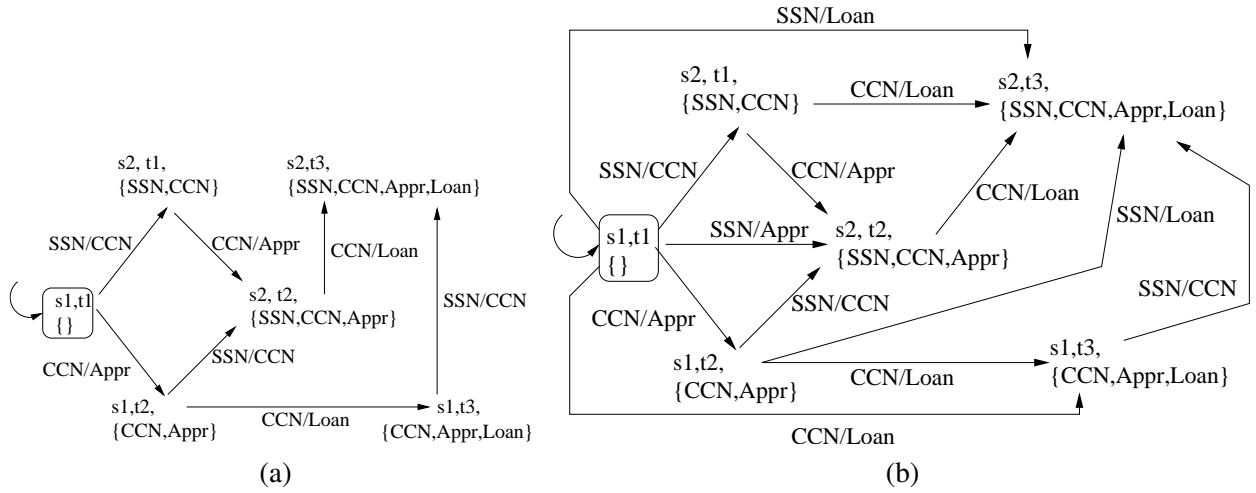 s2, t1,
{SSN,CCN}
s2,t3,
{SSN,CCN,Appr,Loan}
SSN/CCN
CCN/Appr
CCN/Loan
s1,t1
{}
s2, t2,
{SSN,CCN,Appr}
SSN/CCN
CCN/Appr
SSN/CCN
s1,t2,
{CCN,Appr}
CCN/Loan
s1,t3,
{CCN,Appr,Loan}
(a)
SSN/Loan
s2, t1,
{SSN,CCN}
CCN/Loan
s2,t3,
{SSN,CCN,Appr,Loan}
SSN/CCN
CCN/Appr
CCN/Loan
SSN/Loan
s1,t1
{}
SSN/Appr
s2, t2,
{SSN,CCN,Appr}
SSN/CCN
CCN/Appr
SSN/CCN
s1,t2,
{CCN,Appr}
CCN/Loan
s1,t3,
{CCN,Appr,Loan}
CCN/Loan
(b)